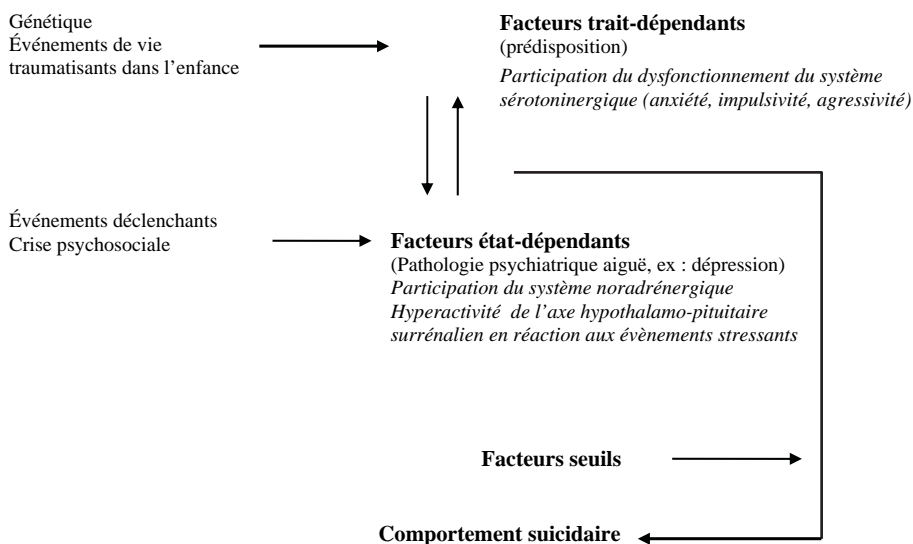 Génétique
Événements de vie
traumatisants dans l’enfance
Facteurs trait-dépendants
(prédisposition)
Participation du dysfonctionnement du système
sérotoninergique (anxiété, impulsivité, agressivité)
Événements déclenchants
Crise psychosociale
Facteurs état-dépendants
(Pathologie psychiatrique aiguë, ex : dépression)
Participation du système noradrénergique
Hyperactivité de l’axe hypothalamo-pituitaire
surrénalien en réaction aux évènements stressants
Facteurs seuils
Comportement suicidaire